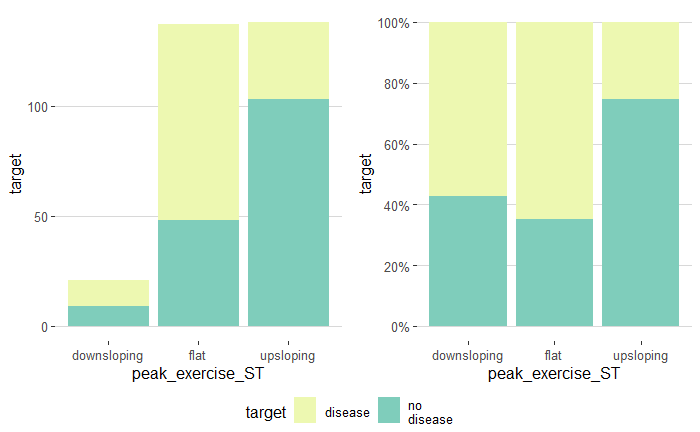 target
100
50
0
downsloping flat upsloping
peak_exercise_ST
target
100%
80%
60%
40%
20%
0%
downsloping flat upsloping
peak_exercise_ST
target disease no
disease